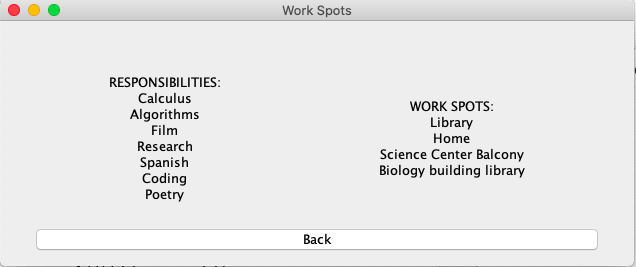 Work Spots
RESPONSIBILITIES:
Calculus
Algorithms
Film
Research
Spanish
Coding
Poetry
WORK SPOTS:
Library
Home
Science Center Balcony
Biology building library
Back